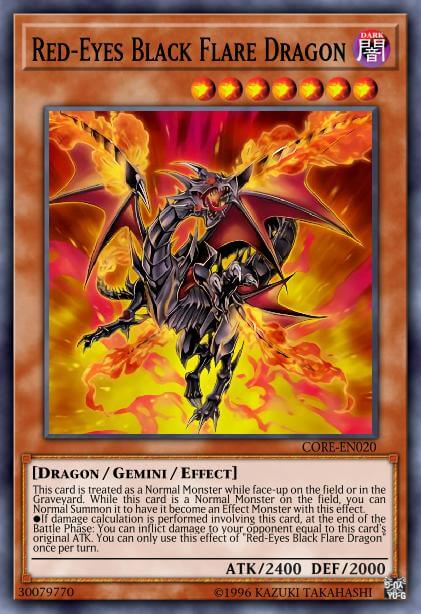 RED-EYES BLACK FLARE DRAGON
DARK
闇
CORE-EN020
[DRAGON / GEMINI / EFFECT]
This card is treated as a Normal Monster while face-up on the field or in the
Graveyard. While this card is a Normal Monster on the field, you can
Normal Summon it to have it become an Effect Monster with this effect.
●If damage calculation is performed involving this card, at the end of the
Battle Phase: You can inflict damage to your opponent equal to this card's
original ATK. You can only use this effect of "Red-Eyes Black Flare Dragon"
once per turn.
ATK/2400 DEF/2000
30079770 ©1996 KAZUKI TAKAHASHI